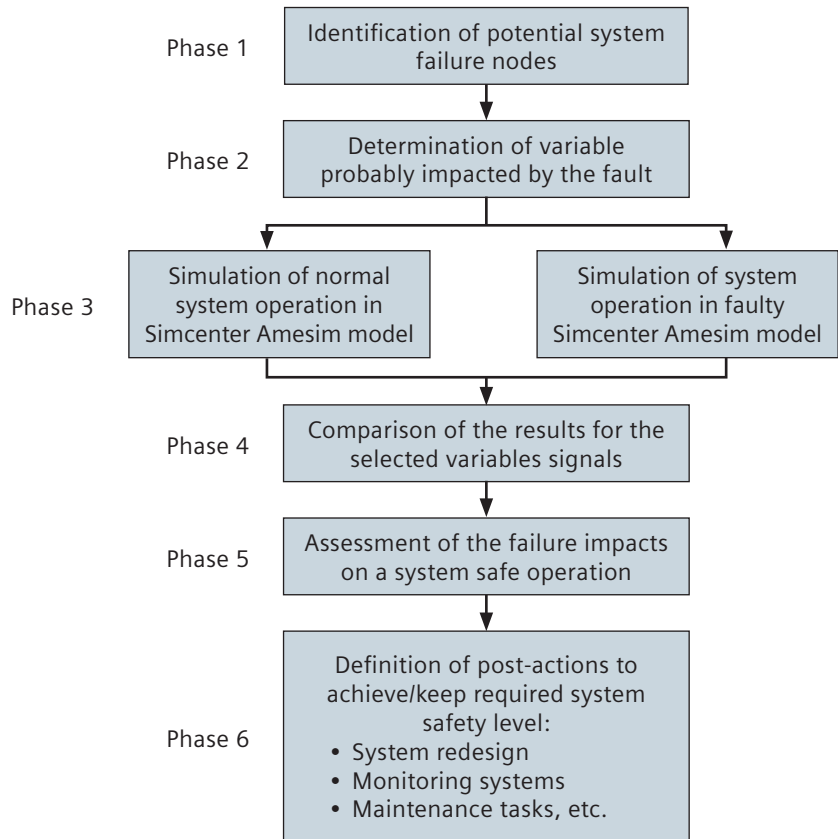 Phase 1
Identification of potential system
failure nodes
Phase 2
Determination of variable
probably impacted by the fault
Phase 3
Simulation of normal
system operation in
Simcenter Amesim model
Simulation of system
operation in faulty
Simcenter Amesim model
Phase 4
Comparison of the results for the
selected variables signals
Phase 5
Assessment of the failure impacts
on a system safe operation
Phase 6
Definition of post-actions to
achieve/keep required system
safety level:
• System redesign
• Monitoring systems
• Maintenance tasks, etc.